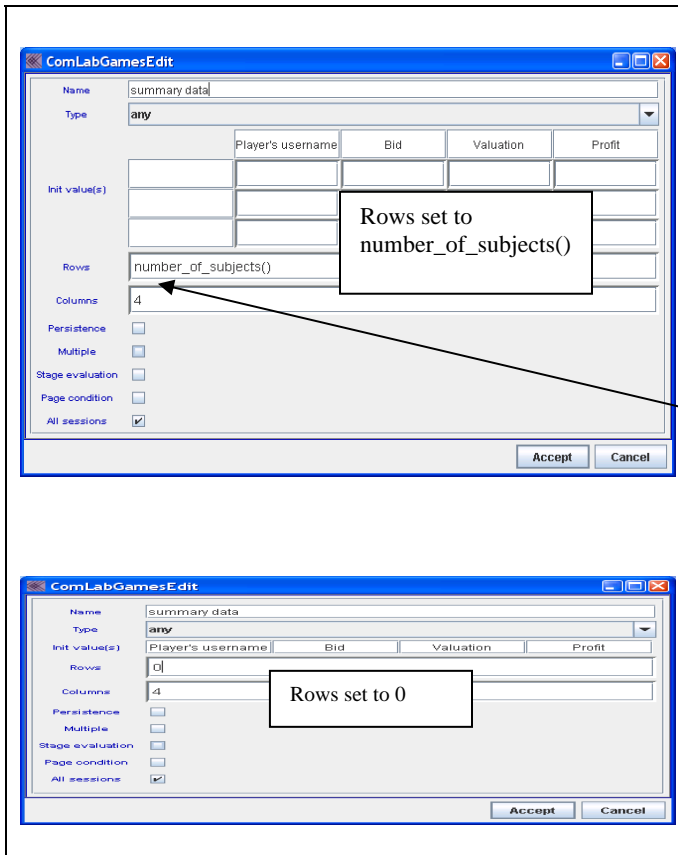 ComLabGamesEdit
Name summary data
Type any
Player's username Bid Valuation Profit
Init value(s)
Rows set to
number_of_subjects()
Rows number_of_subjects()
Columns 4
Persistence
Multiple
Stage evaluation
Page condition
All sessions
Accept Cancel
ComLabGamesEdit
Name summary data
Type any
Init value(s) Player's username Bid Valuation Profit
Rows 0
Columns 4
Rows set to 0
Persistence
Multiple
Stage evaluation
Page condition
All sessions
Accept Cancel